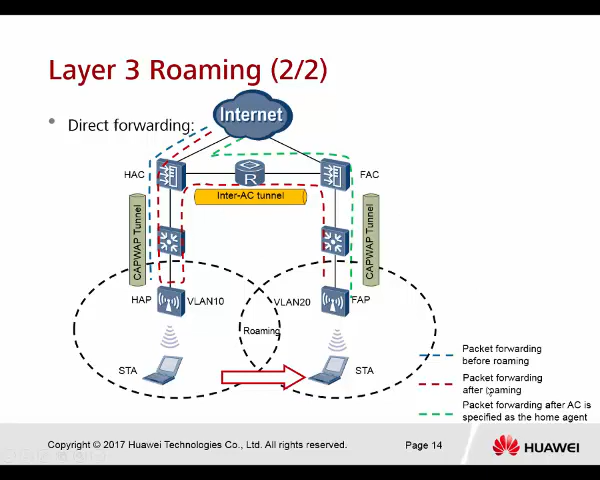 Layer 3 Roaming (2/2)
• Direct forwarding:
Internet
HAC
R
FAC
Inter-AC tunnel
CAPWAP Tunnel
CAPWAP Tunnel
HAP
VLAN10
VLAN20
FAP
Roaming
STA
STA
Packet forwarding
before roaming
Packet forwarding
after roaming
Packet forwarding after AC is
specified as the home agent
Copyright © 2017 Huawei Technologies Co., Ltd. All rights reserved.
Page 14
HUAWEI